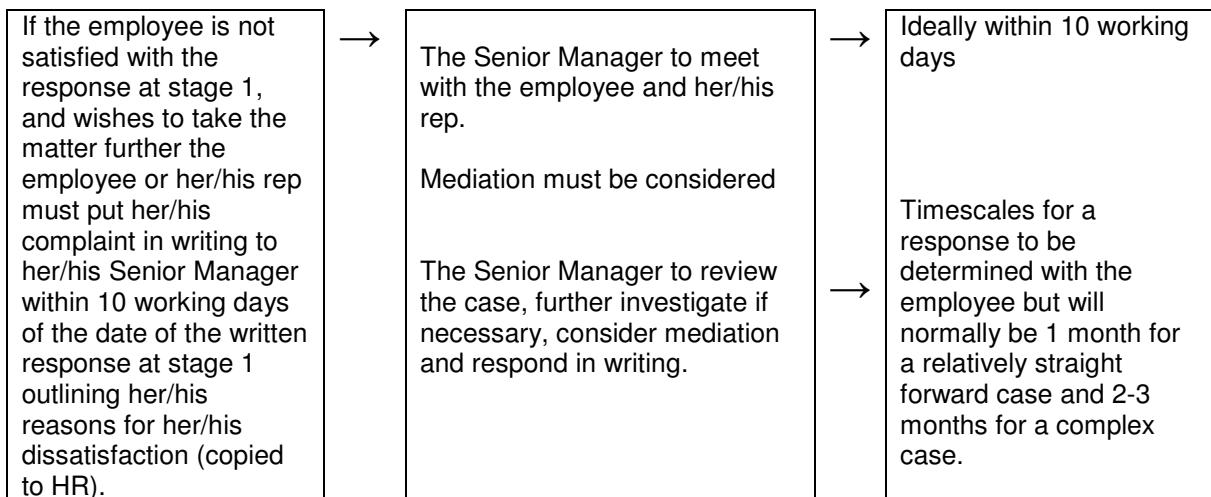 If the employee is not
satisfied with the
response at stage 1,
and wishes to take the
matter further the
employee or her/his rep
must put her/his
complaint in writing to
her/his Senior Manager
within 10 working days
of the date of the written
response at stage 1
outlining her/his
reasons for her/his
dissatisfaction (copied
to HR).
→
The Senior Manager to meet
with the employee and her/his
rep.
Mediation must be considered
The Senior Manager to review
the case, further investigate if
necessary, consider mediation
and respond in writing.
→
Ideally within 10 working
days
→
Timescales for a
response to be
determined with the
employee but will
normally be 1 month for
a relatively straight
forward case and 2-3
months for a complex
case.